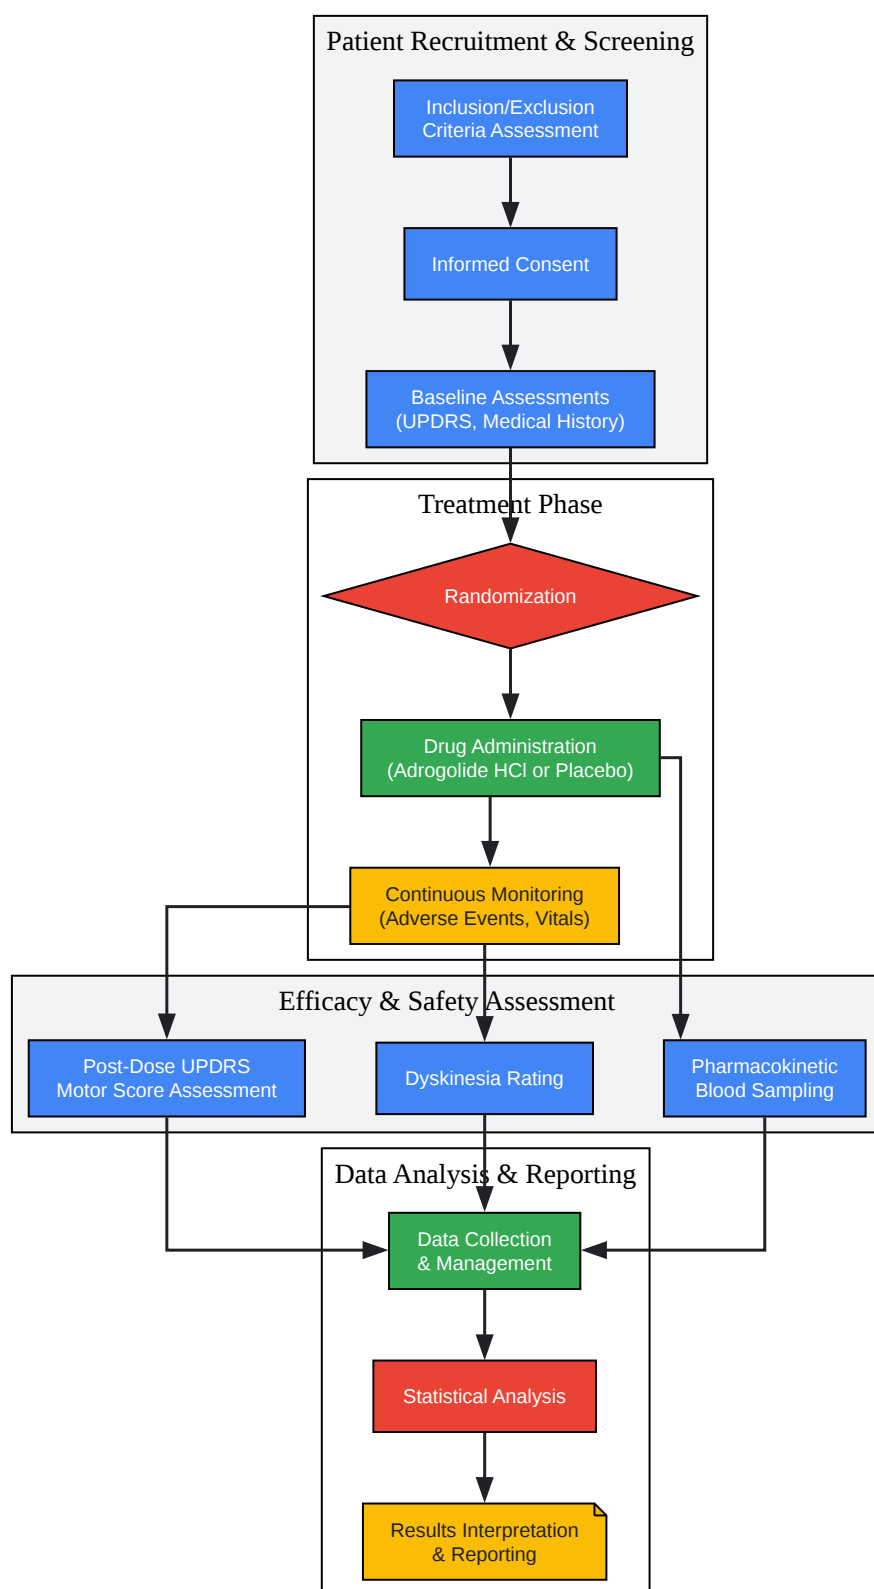 Patient Recruitment & Screening
Inclusion/Exclusion
Criteria Assessment
Informed Consent
Baseline Assessments
(UPDRS, Medical History)
Treatment Phase
Randomization
Drug Administration
(Adrogolide HCl or Placebo)
Continuous Monitoring
(Adverse Events, Vitals)
Efficacy & Safety Assessment
Post-Dose UPDRS
Motor Score Assessment
Dyskinesia Rating
Pharmacokinetic
Blood Sampling
Data Analysis & Reporting
Data Collection
& Management
Statistical Analysis
Results Interpretation
& Reporting